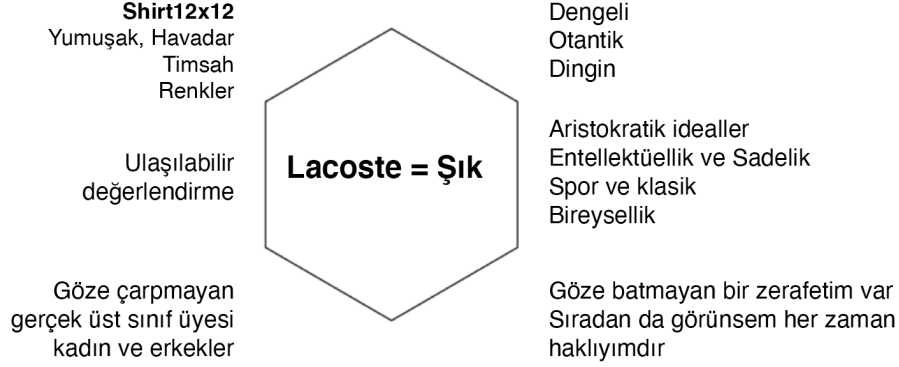 Shirt12x12
Yumuşak, Havadar
Timsah
Renkler
Dengeli
Otantik
Dingin
Ulaşılabilir
değerlendirme
Lacoste = Şık
Aristokratik idealler
Entellektüellik ve Sadelik
Spor ve klasik
Bireysellik
Göze çarpmayan
gerçek üst sınıf üyesi
kadın ve erkekler
Göze batmayan bir zerafetim var
Sıradan da görünsem her zaman
haklıyımdır